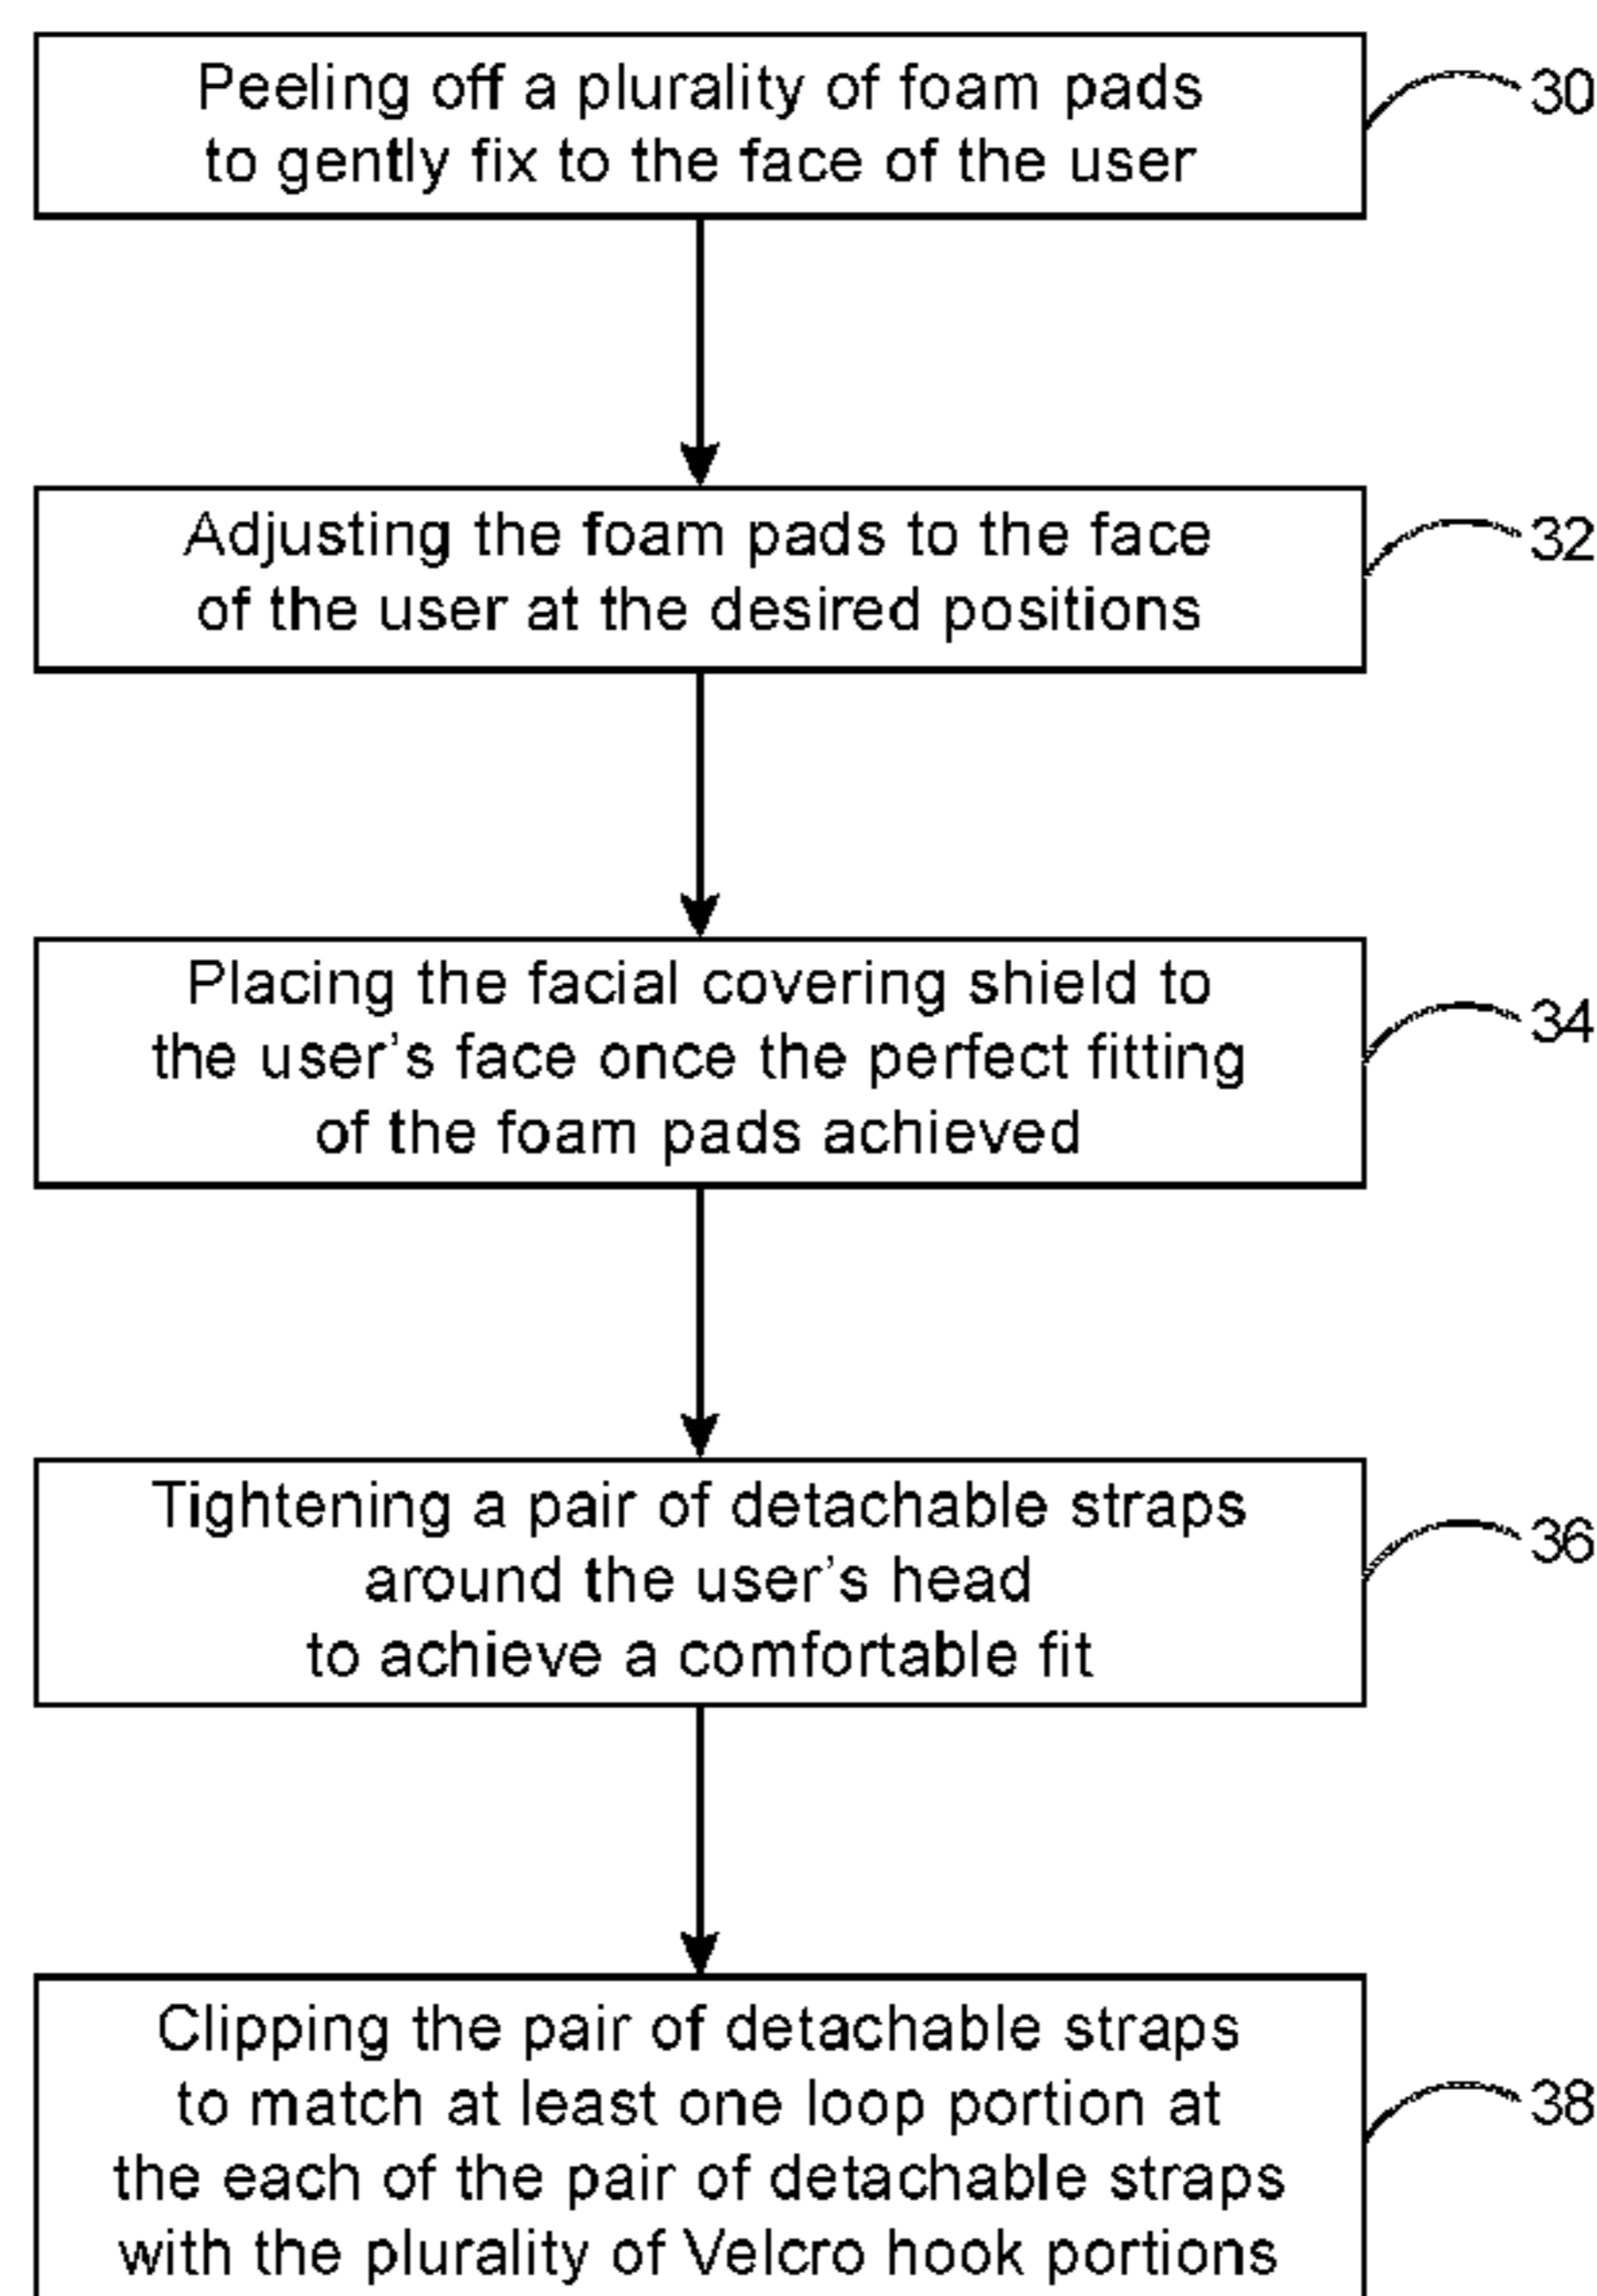 Peeling off a plurality of foam pads
to gently fix to the face of the user
30
Adjusting the foam pads to the face
of the user at the desired positions
32
Placing the facial covering shield to
the user's face once the perfect fitting
of the foam pads achieved
34
Tightening a pair of detachable straps
around the user's head
to achieve a comfortable fit
36
Clipping the pair of detachable straps
to match at least one loop portion at
the each of the pair of detachable straps
with the plurality of Velcro hook portions
38